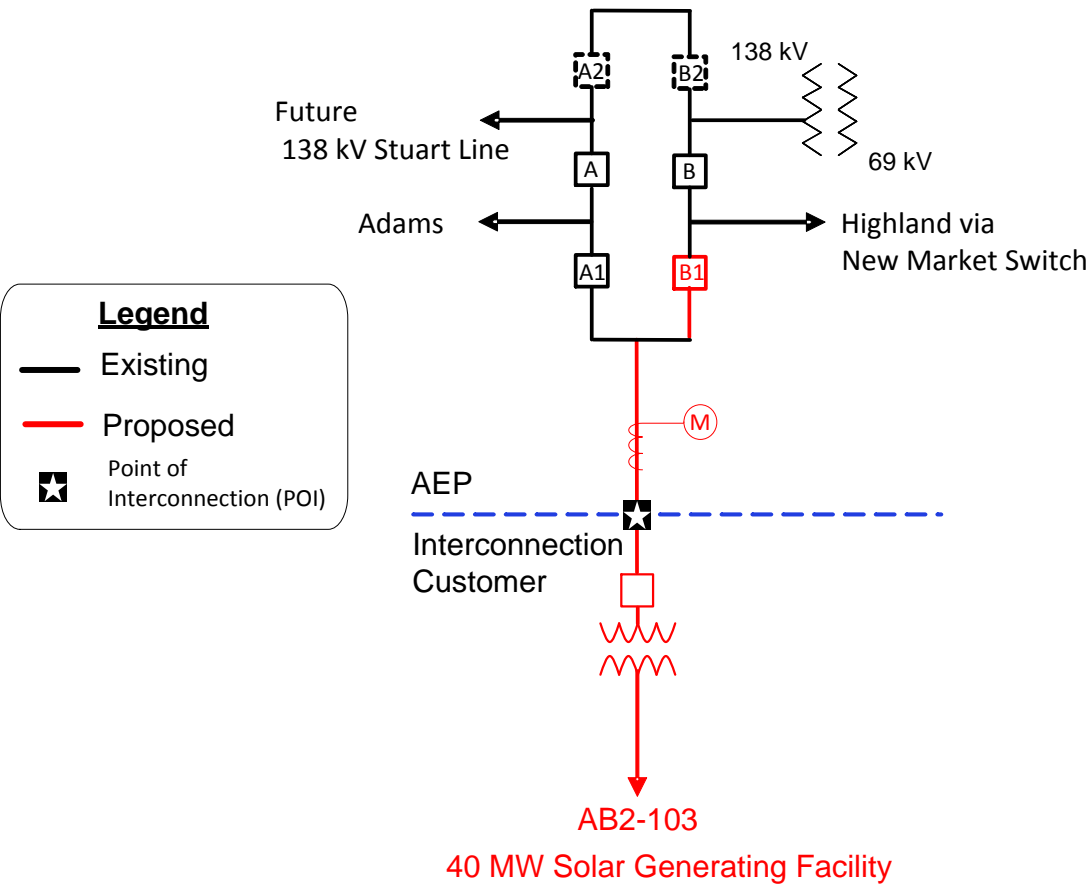 A2
B2
138 kV
Future
138 kV Stuart Line
A
B
69 kV
Adams
Highland via
New Market Switch
A1
B1
Legend
Existing
Proposed
Point of
Interconnection (POI)
M
AEP
Interconnection
Customer
AB2-103
40 MW Solar Generating Facility